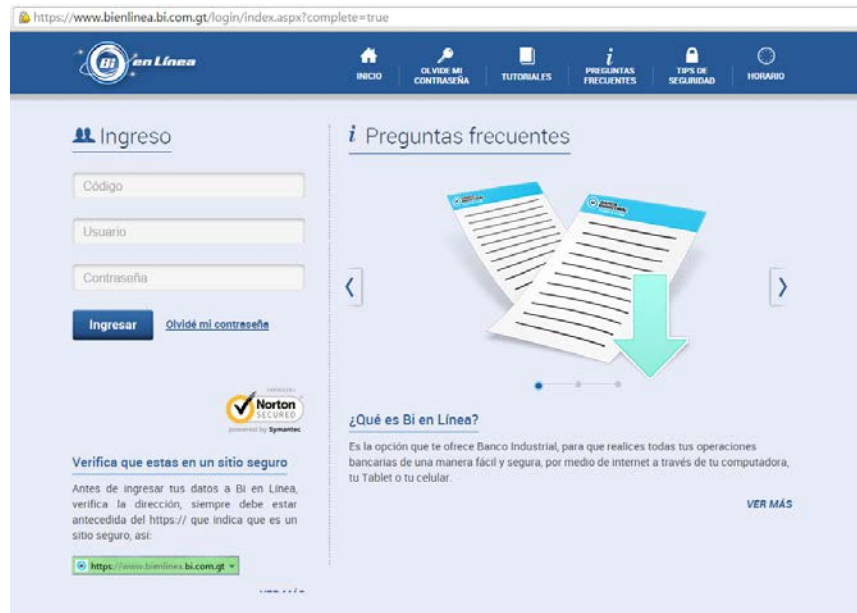 https://www.bienlinea.bi.com.gt/login/index.aspx?complete=true
Bi en Línea
INICIO
OLVIDE MI
CONTRASEÑA
TUTORIALES
PREGUNTAS
FRECUENTES
TIPS DE
SEGURIDAD
HORARIO
Ingreso
Código
Usuario
Contraseña
Ingresar
Olvidé mi contraseña
Norton
SECURED
powered by Symantec
Verifica que estas en un sitio seguro
Antes de ingresar tus datos a Bi en Línea,
verifica la dirección, siempre debe estar
antecedida del https:// que indica que es un
sitio seguro, así:
https://www.bienlinea.bi.com.gt
VER MÁS
i Preguntas frecuentes
¿Qué es Bi en Línea?
Es la opción que te ofrece Banco Industrial, para que realices todas tus operaciones
bancarias de una manera fácil y segura, por medio de internet a través de tu computadora,
tu Tablet o tu celular.
VER MÁS